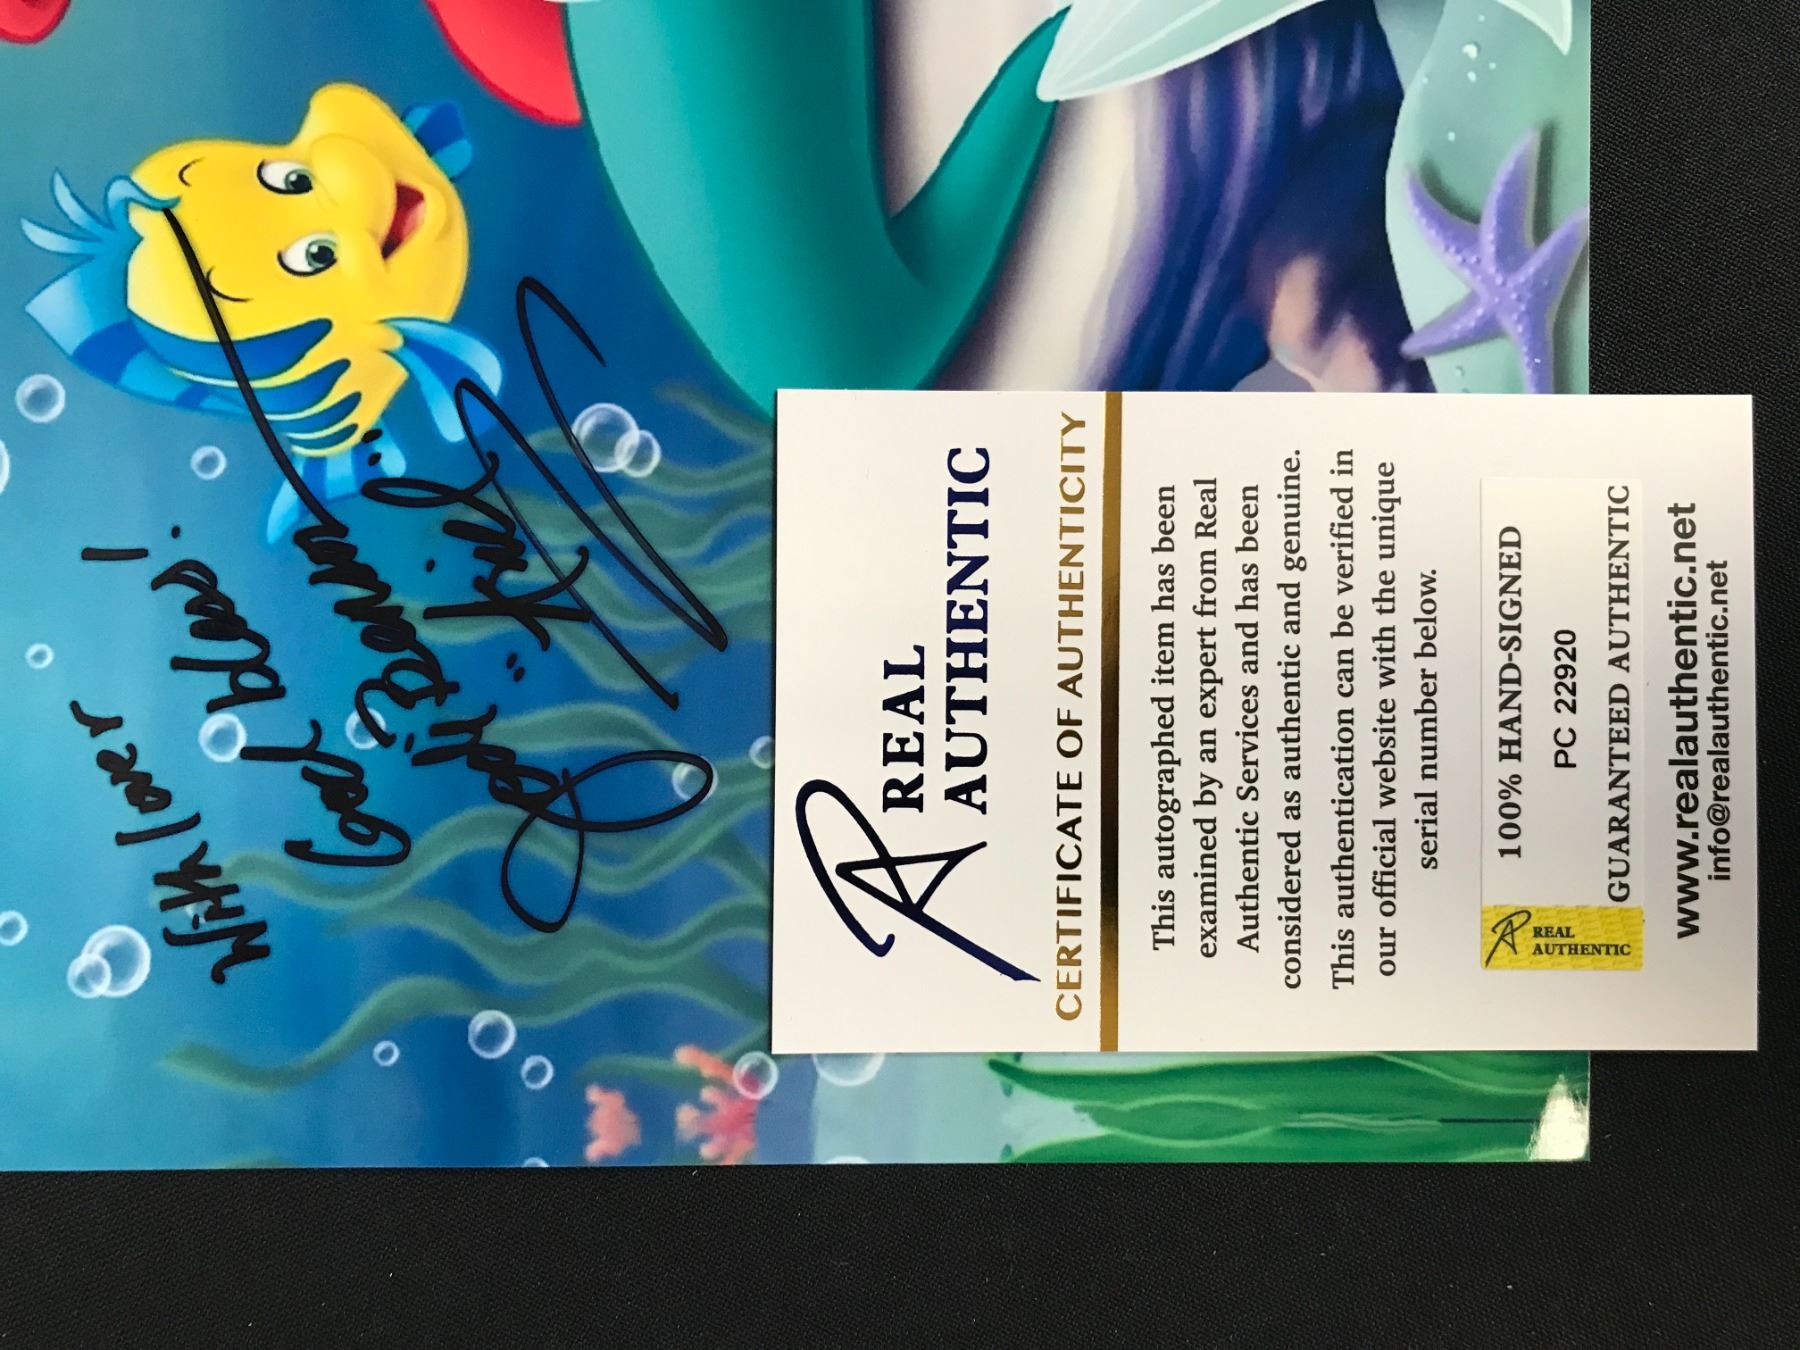 With love,
God bless!
Jodi Benson
"Ariel"
REAL
AUTHENTIC
CERTIFICATE OF AUTHENTICITY
This autographed item has been
examined by an expert from Real
Authentic Services and has been
considered as authentic and genuine.
This authentication can be verified in
our official website with the unique
serial number below.
REAL
AUTHENTIC
100% HAND-SIGNED
PC 22920
GUARANTEED AUTHENTIC
www.realauthentic.net
info@realauthentic.net